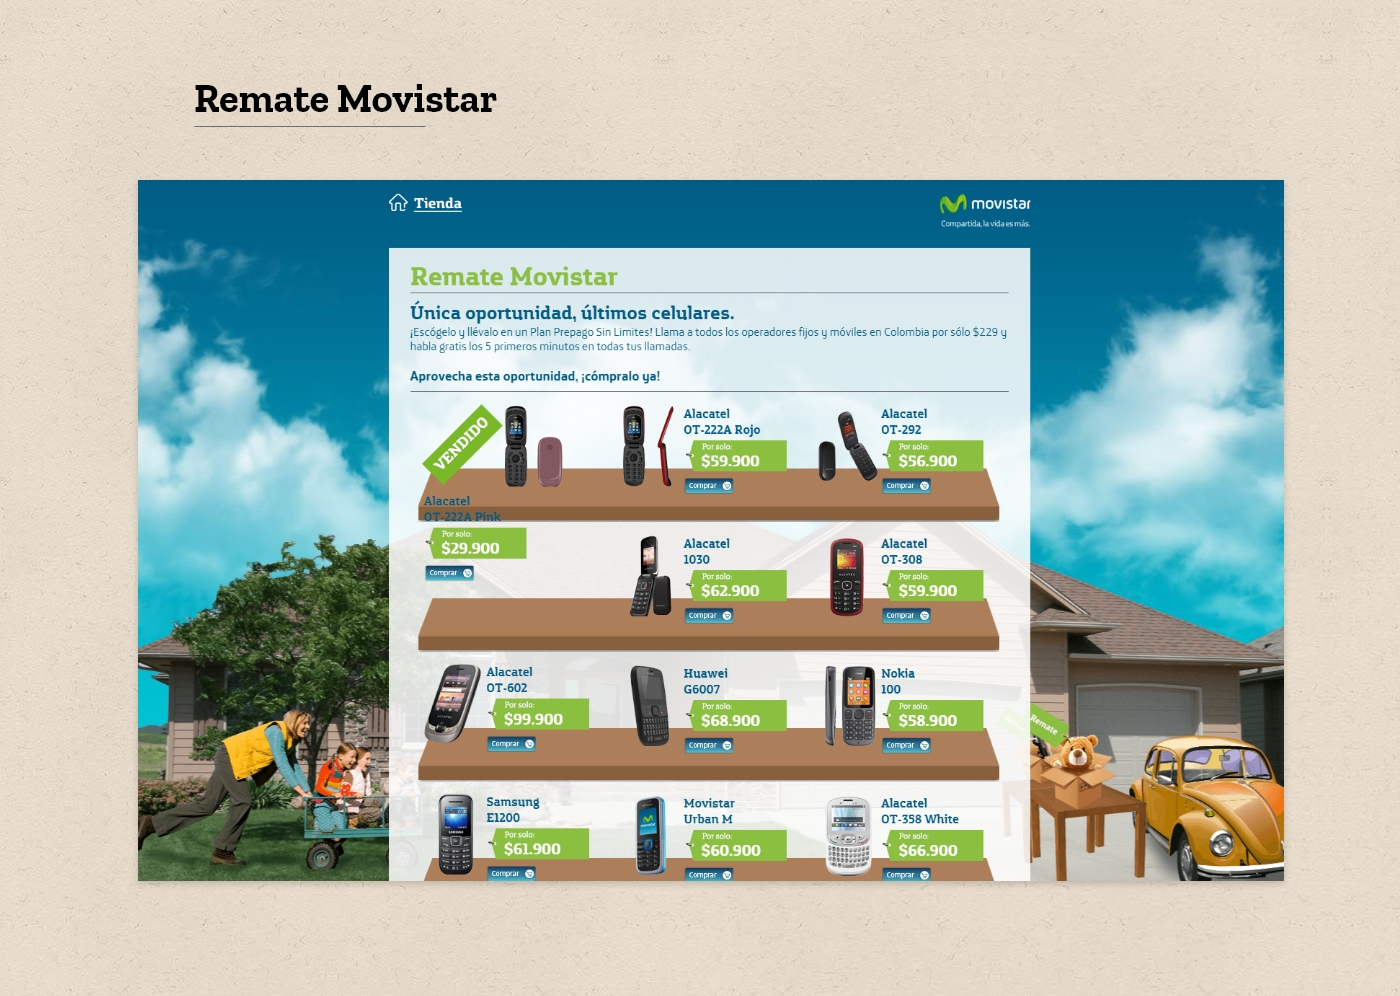 Remate Movistar
Tienda
movistar
Compartida, la vida es más.
Remate Movistar
Única oportunidad, últimos celulares.
¡Escógelo y llévalo en un Plan Prepago Sin Limites! Llama a todos los operadores fijos y móviles en Colombia por sólo $229 y
habla gratis los 5 primeros minutos en todas tus llamadas.
Aprovecha esta oportunidad, ¡cómpralo ya!
VENDIDO
Alacatel
OT-222A Pink
Por solo:
$29.900
Comprar
Alacatel
OT-222A Rojo
Por solo:
$59.900
Comprar
Alacatel
OT-292
Por solo:
$56.900
Comprar
Alacatel
1030
Por solo:
$62.900
Comprar
Alacatel
OT-308
Por solo:
$59.900
Comprar
Alacatel
OT-602
Por solo:
$99.900
Comprar
Huawei
G6007
Por solo:
$68.900
Comprar
Nokia
100
Por solo:
$58.900
Comprar
Remate
Samsung
E1200
Por solo:
$61.900
Comprar
Movistar
Urban M
Por solo:
$60.900
Comprar
Alacatel
OT-358 White
Por solo:
$66.900
Comprar